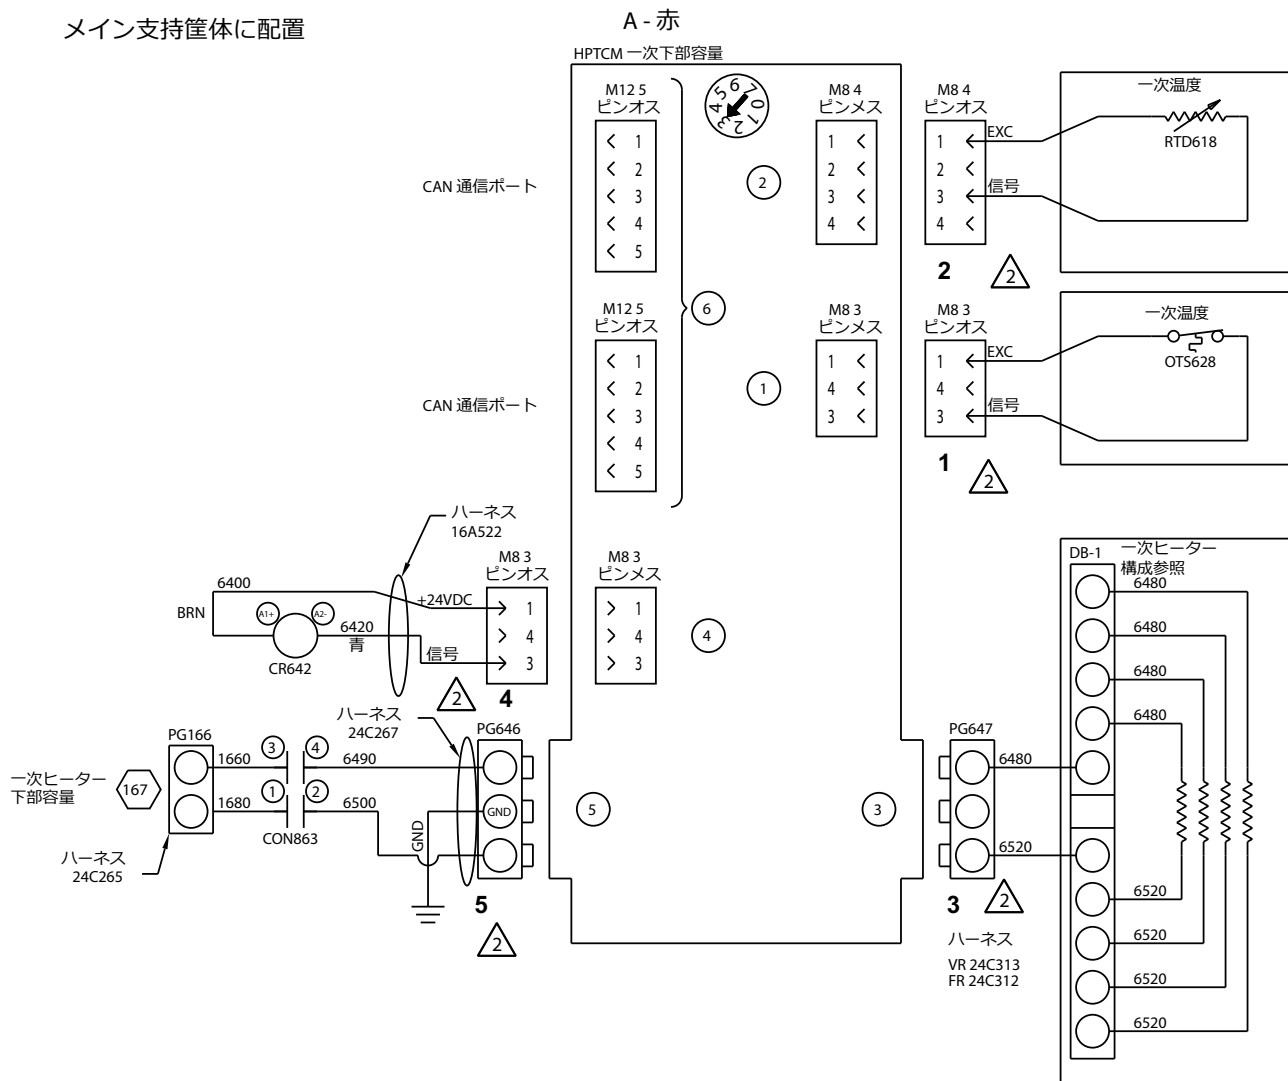 メイン支持筐体に配置
A - 赤
HPTCM 一次下部容量
M12 5
ピンオス
1
2
3
4
5
CAN 通信ポート
0
1
2
3
4
5
6
7
2
M8 4
ピンメス
1
2
3
4
M8 4
ピンオス
1
2
3
4
EXC
信号
2
2
一次温度
RTD618
M12 5
ピンオス
1
2
3
4
5
CAN 通信ポート
6
1
M8 3
ピンメス
1
4
3
M8 3
ピンオス
1
4
3
EXC
信号
1
2
一次温度
OTS628
ハーネス
16A522
M8 3
ピンオス
1
4
3
M8 3
ピンメス
1
4
3
4
6400
+24VDC
BRN
A1+
A2-
6420
青
信号
CR642
2
4
ハーネス
24C267
PG646
GND
PG166
1660
3
4
6490
一次ヒーター
下部容量
167
1680
1
2
6500
CON863
GND
ハーネス
24C265
5
2
5
3
PG647
6480
6520
3
2
ハーネス
VR 24C313
FR 24C312
DB-1
一次ヒーター
構成参照
6480
6480
6480
6480
6520
6520
6520
6520